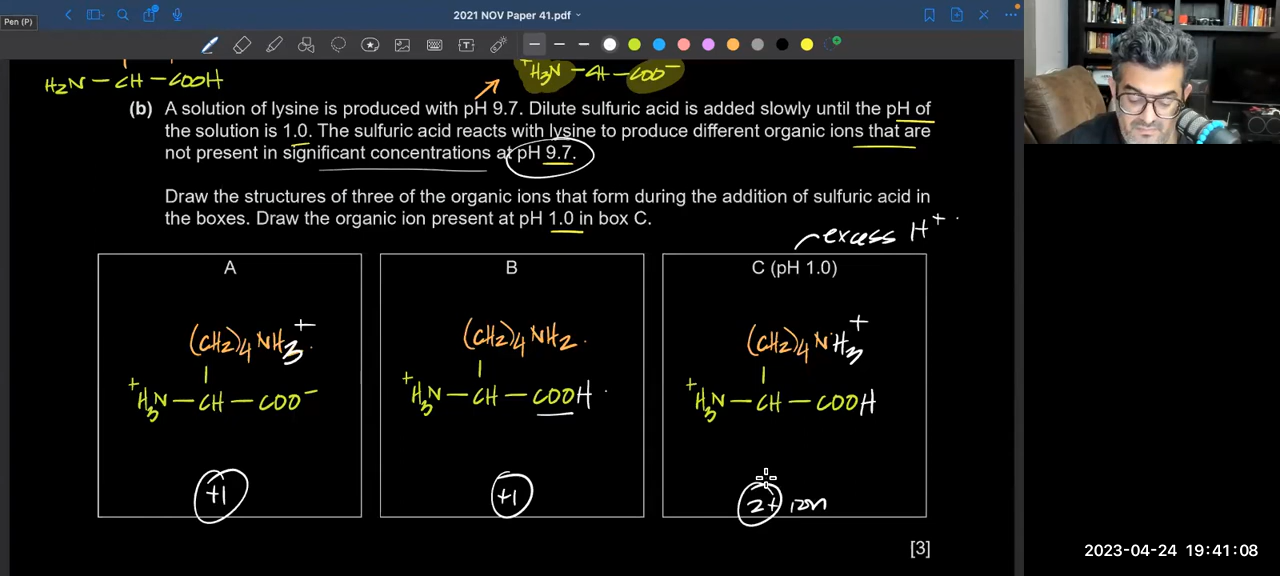 Pen (P)
2021 NOV Paper 41.pdf
H2N — CH — COOH
+H3N — CH — COO−
(b) A solution of lysine is produced with pH 9.7. Dilute sulfuric acid is added slowly until the pH of
the solution is 1.0. The sulfuric acid reacts with lysine to produce different organic ions that are
not present in significant concentrations at pH 9.7.
Draw the structures of three of the organic ions that form during the addition of sulfuric acid in
the boxes. Draw the organic ion present at pH 1.0 in box C.
excess H+
A
(CH2)4NH3+
+H3N — CH — COO−
+1
B
(CH2)4NH2
+H3N — CH — COOH
+1
C (pH 1.0)
(CH2)4NH3+
+H3N — CH — COOH
2+ ion
[3]
2023-04-24 19:41:08